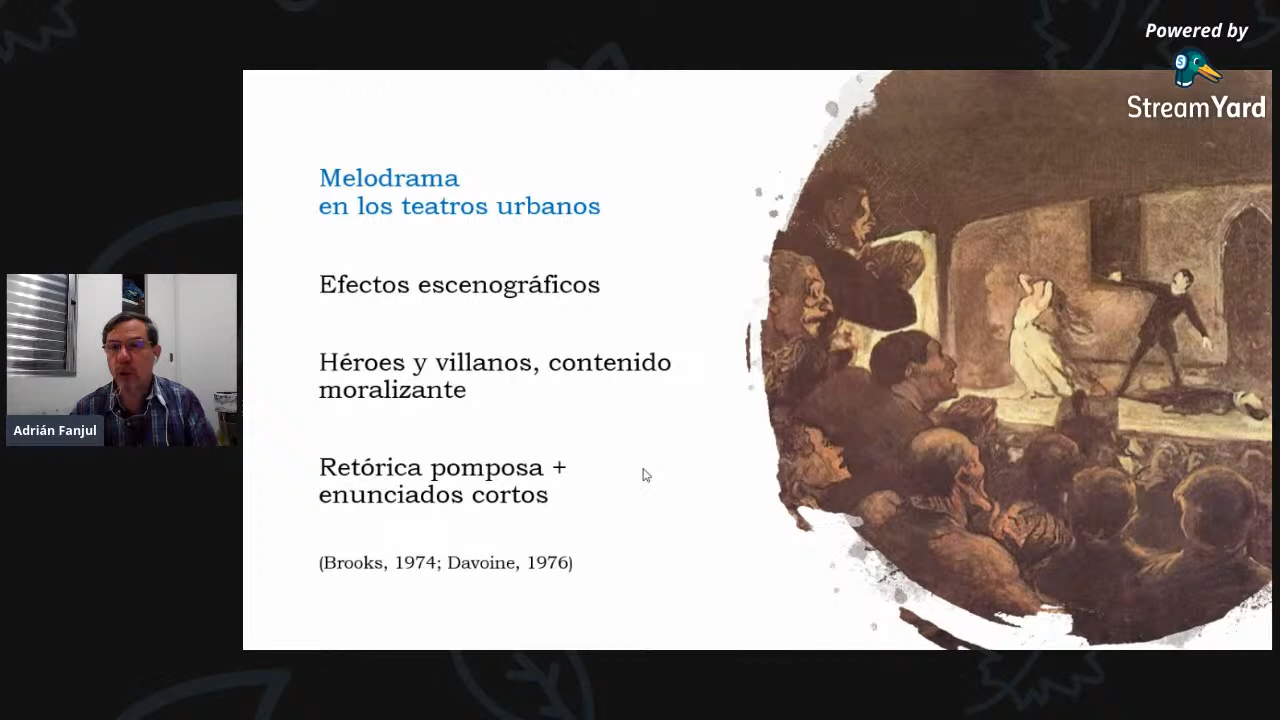 Powered by
StreamYard
Melodrama
en los teatros urbanos
Efectos escenográficos
Héroes y villanos, contenido
moralizante
Retórica pomposa +
enunciados cortos
(Brooks, 1974; Davoine, 1976)
Adrián Fanjul